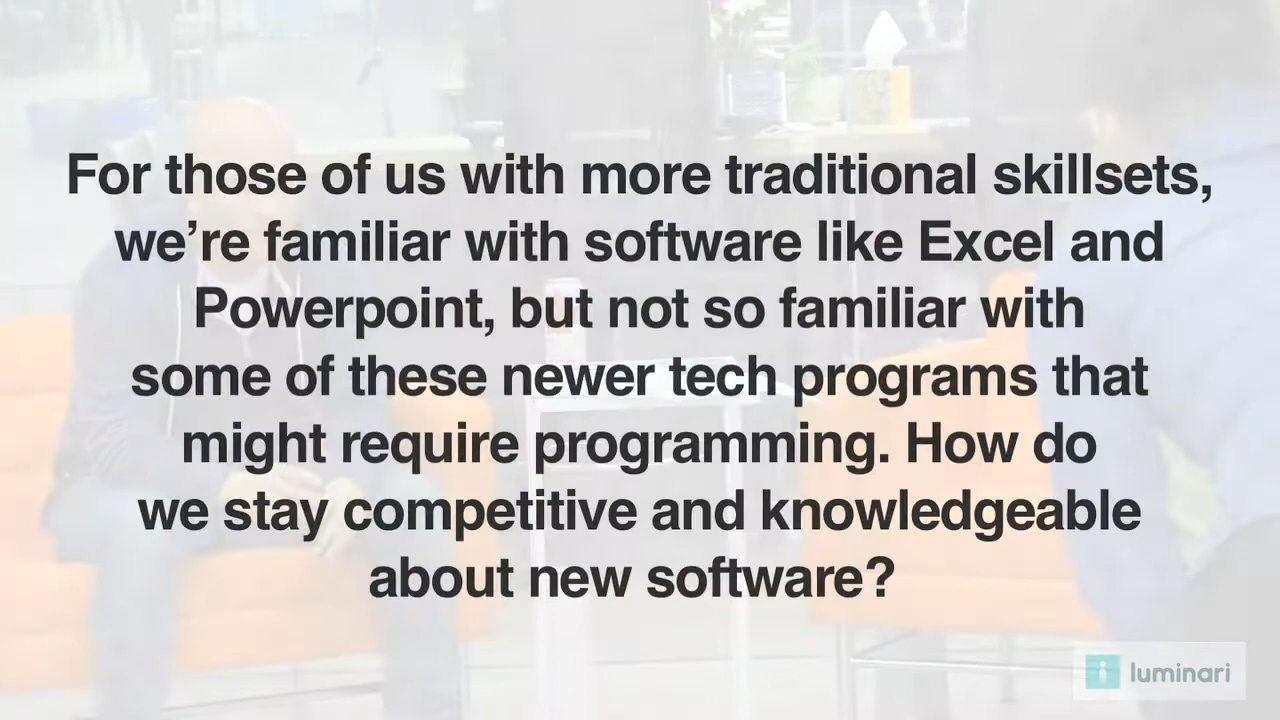 For those of us with more traditional skillsets,
we’re familiar with software like Excel and
Powerpoint, but not so familiar with
some of these newer tech programs that
might require programming. How do
we stay competitive and knowledgeable
about new software?
i luminari